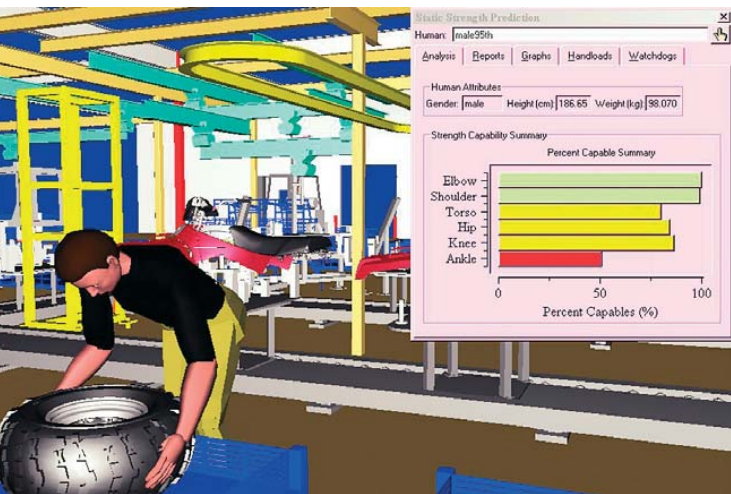 Static Strength Prediction
Human: male95th
Analysis Reports Graphs Handloads Watchdogs
Human Attributes
Gender: male Height (cm): 186.65 Weight (kg): 98.070
Strength Capability Summary
Percent Capable Summary
Elbow
Shoulder
Torso
Hip
Knee
Ankle
0 50 100
Percent Capables (%)